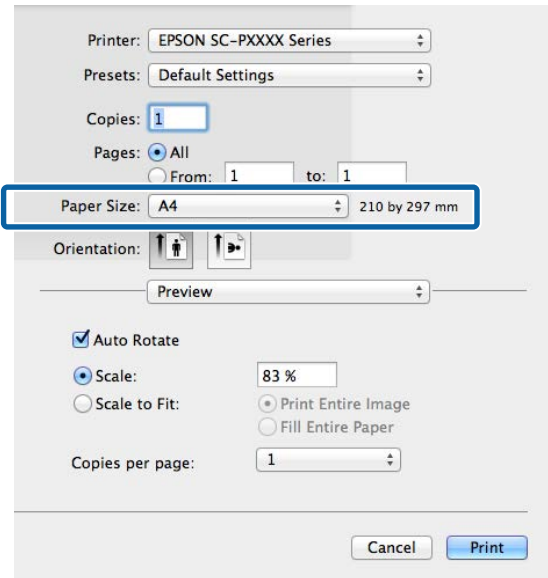 Printer: EPSON SC-PXXXX Series
Presets: Default Settings
Copies: 1
Pages: All
From: 1 to: 1
Paper Size: A4 210 by 297 mm
Orientation:
Preview
Auto Rotate
Scale: 83 %
Scale to Fit: Print Entire Image
Fill Entire Paper
Copies per page: 1
Cancel Print